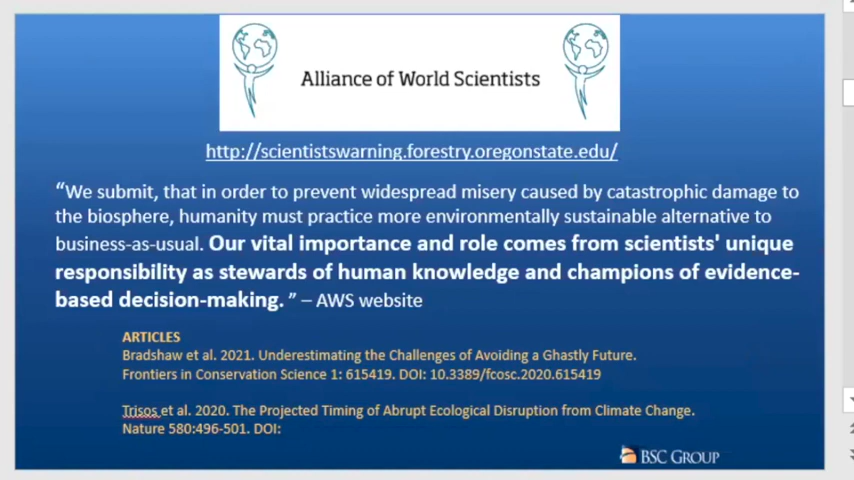 Alliance of World Scientists
http://scientistswarning.forestry.oregonstate.edu/
“We submit, that in order to prevent widespread misery caused by catastrophic damage to
the biosphere, humanity must practice more environmentally sustainable alternative to
business-as-usual. Our vital importance and role comes from scientists' unique
responsibility as stewards of human knowledge and champions of evidence-
based decision-making. ” – AWS website
ARTICLES
Bradshaw et al. 2021. Underestimating the Challenges of Avoiding a Ghastly Future.
Frontiers in Conservation Science 1: 615419. DOI: 10.3389/fcosc.2020.615419
Trisos et al. 2020. The Projected Timing of Abrupt Ecological Disruption from Climate Change.
Nature 580:496-501. DOI:
BSC GROUP